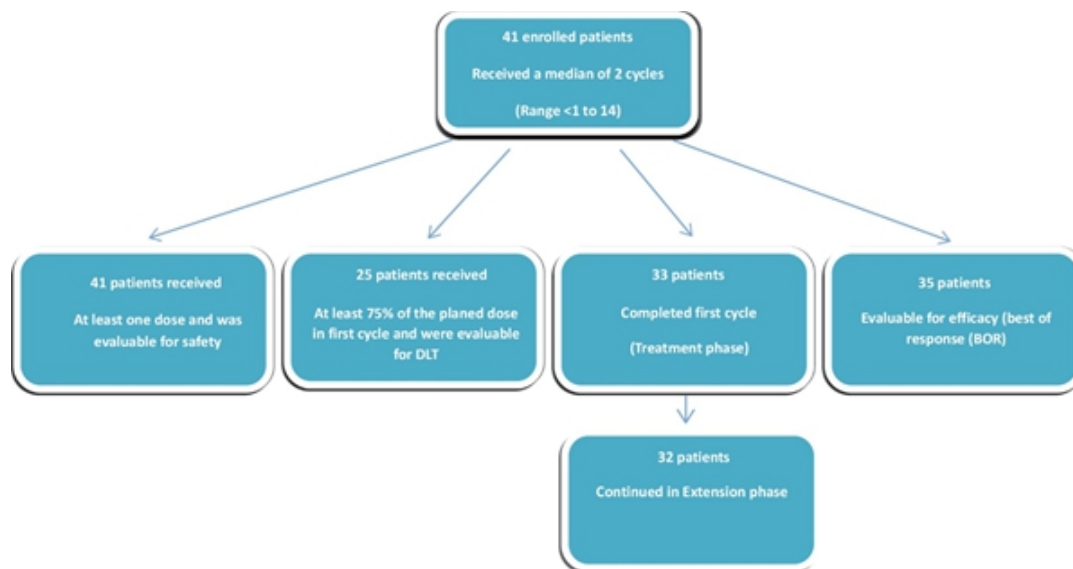 41 enrolled patients
Received a median of 2 cycles
(Range <1 to 14)
41 patients received
At least one dose and was
evaluable for safety
25 patients received
At least 75% of the planed dose
in first cycle and were evaluable
for DLT
33 patients
Completed first cycle
(Treatment phase)
35 patients
Evaluable for efficacy (best of
response (BOR)
32 patients
Continued in Extension phase